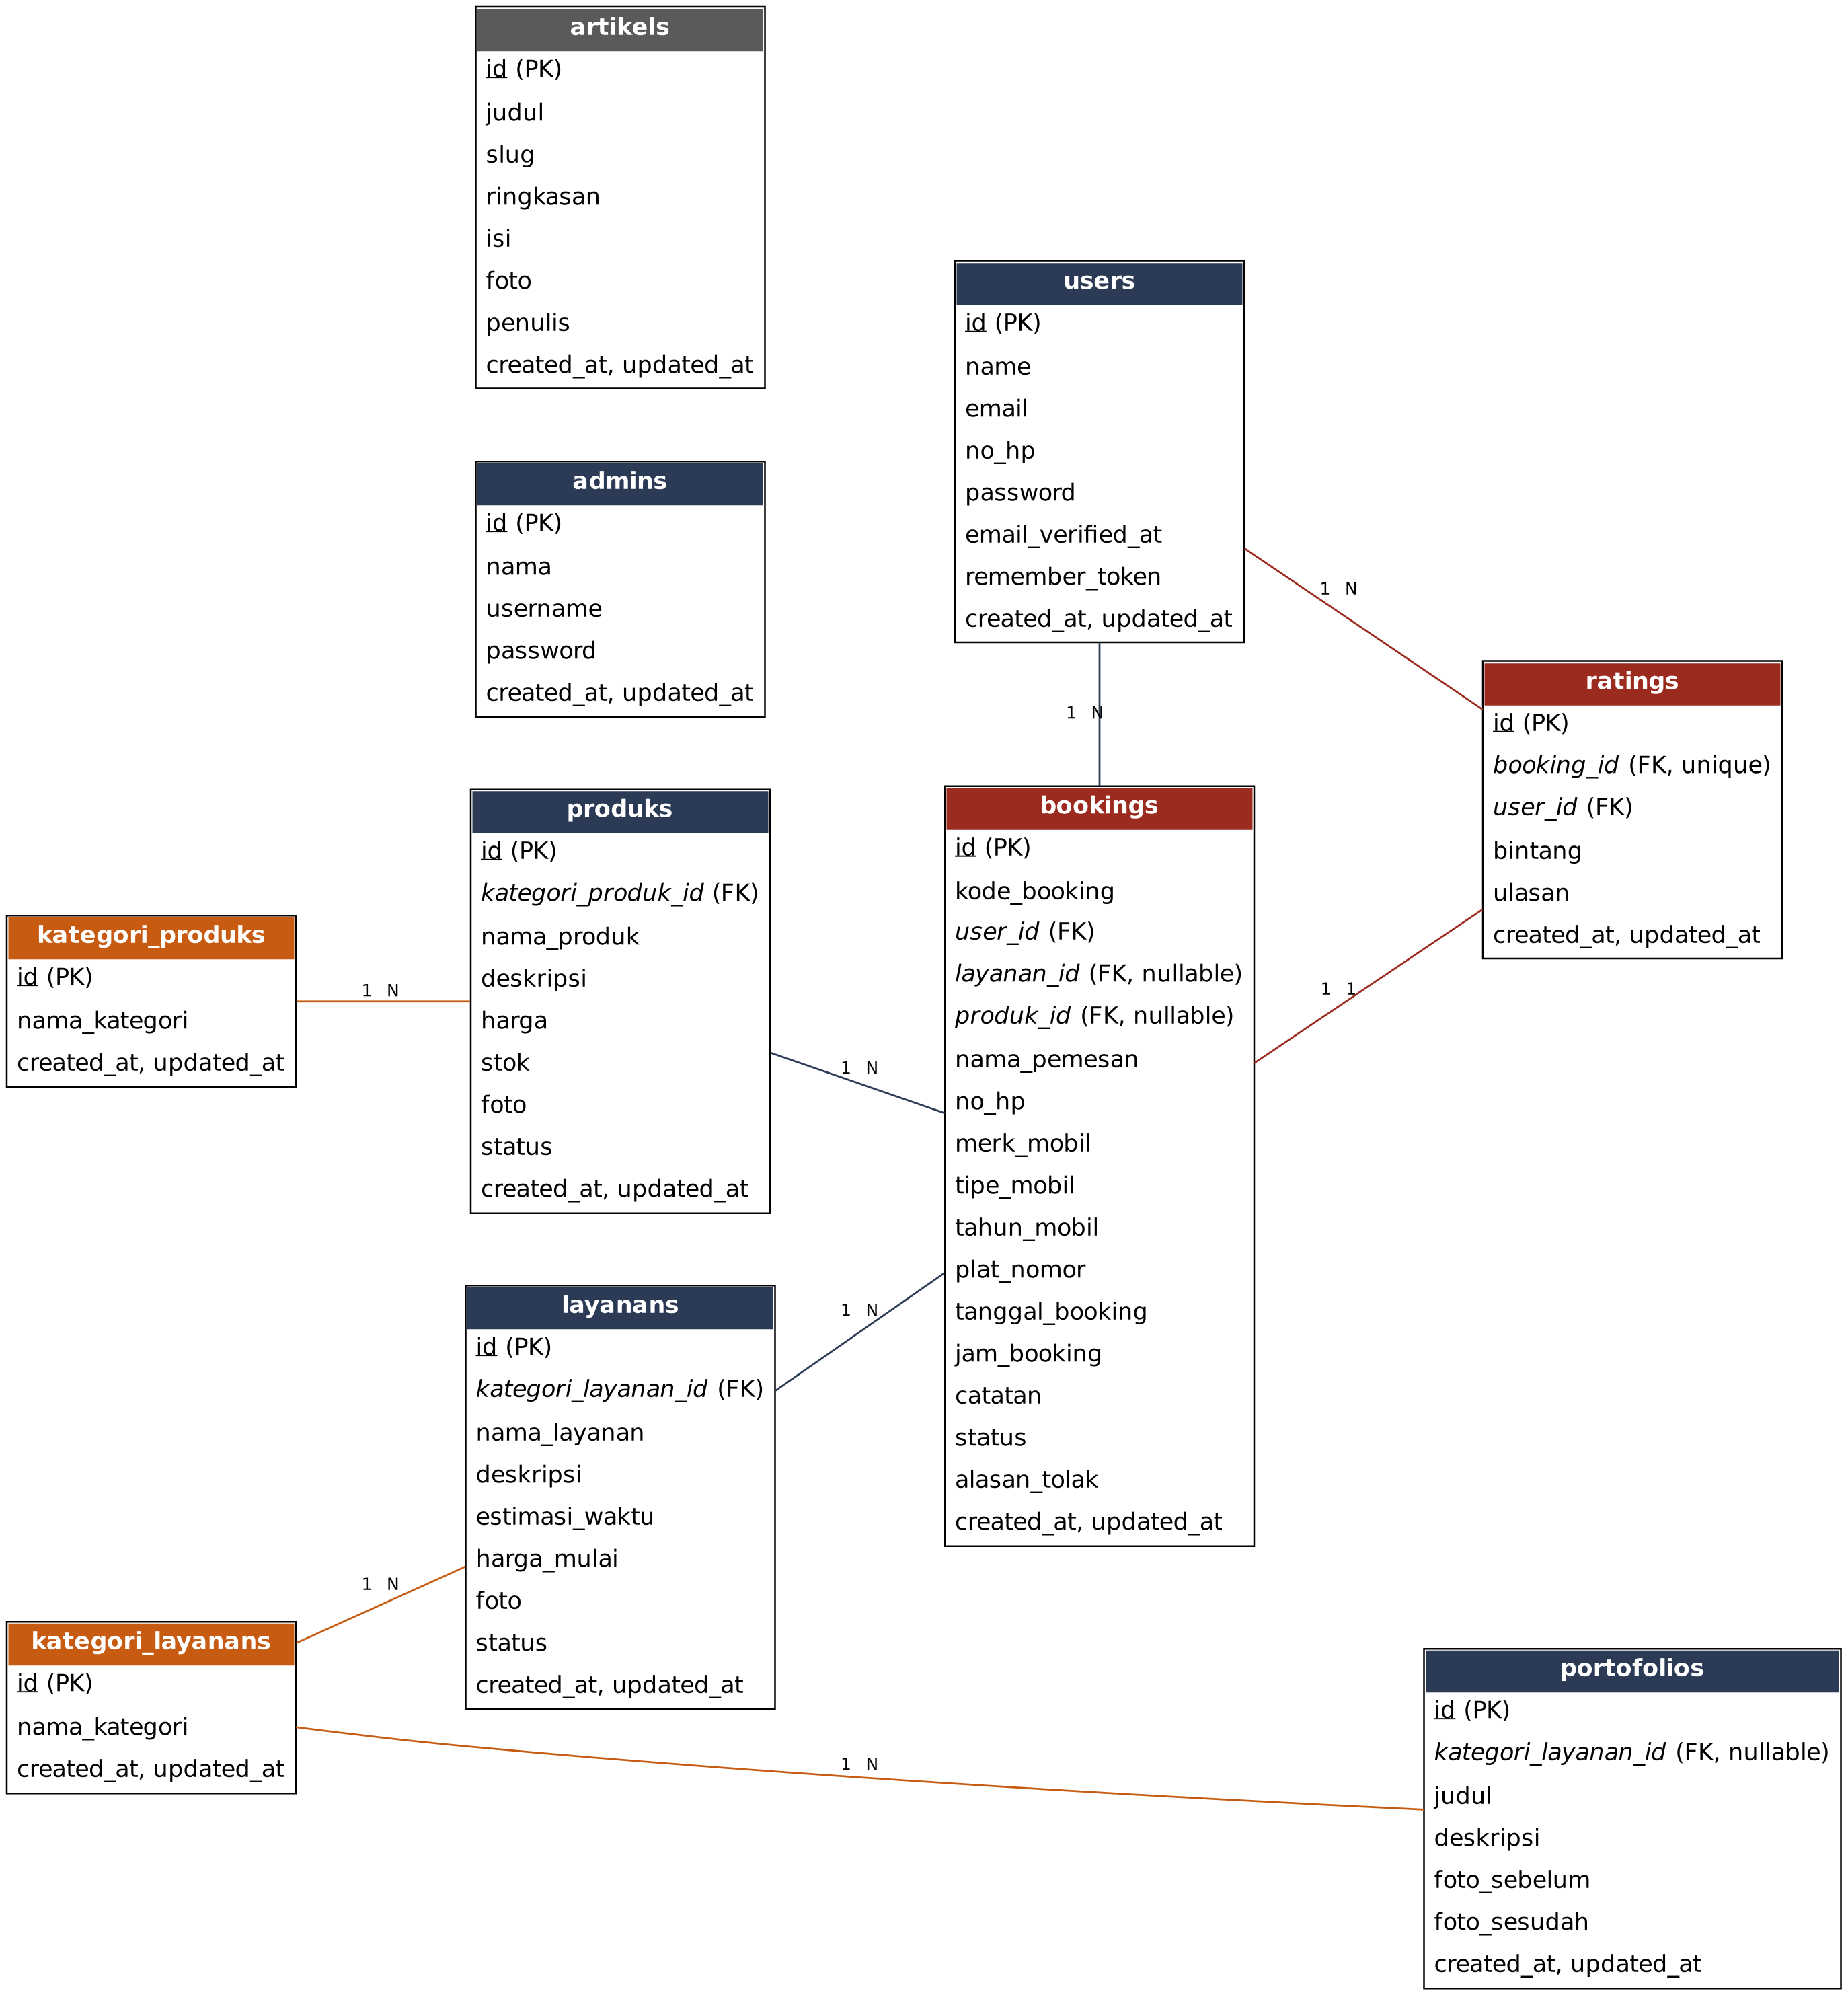 artikels
id (PK)
judul
slug
ringkasan
isi
foto
penulis
created_at, updated_at
users
id (PK)
name
email
no_hp
password
email_verified_at
remember_token
created_at, updated_at
admins
id (PK)
nama
username
password
created_at, updated_at
1 N
1 N
ratings
id (PK)
booking_id (FK, unique)
user_id (FK)
bintang
ulasan
created_at, updated_at
produks
id (PK)
kategori_produk_id (FK)
nama_produk
deskripsi
harga
stok
foto
status
created_at, updated_at
bookings
id (PK)
kode_booking
user_id (FK)
layanan_id (FK, nullable)
produk_id (FK, nullable)
nama_pemesan
no_hp
merk_mobil
tipe_mobil
tahun_mobil
plat_nomor
tanggal_booking
jam_booking
catatan
status
alasan_tolak
created_at, updated_at
kategori_produks
id (PK)
nama_kategori
created_at, updated_at
1 N
1 1
1 N
layanans
id (PK)
kategori_layanan_id (FK)
nama_layanan
deskripsi
estimasi_waktu
harga_mulai
foto
status
created_at, updated_at
1 N
1 N
kategori_layanans
id (PK)
nama_kategori
created_at, updated_at
1 N
portofolios
id (PK)
kategori_layanan_id (FK, nullable)
judul
deskripsi
foto_sebelum
foto_sesudah
created_at, updated_at